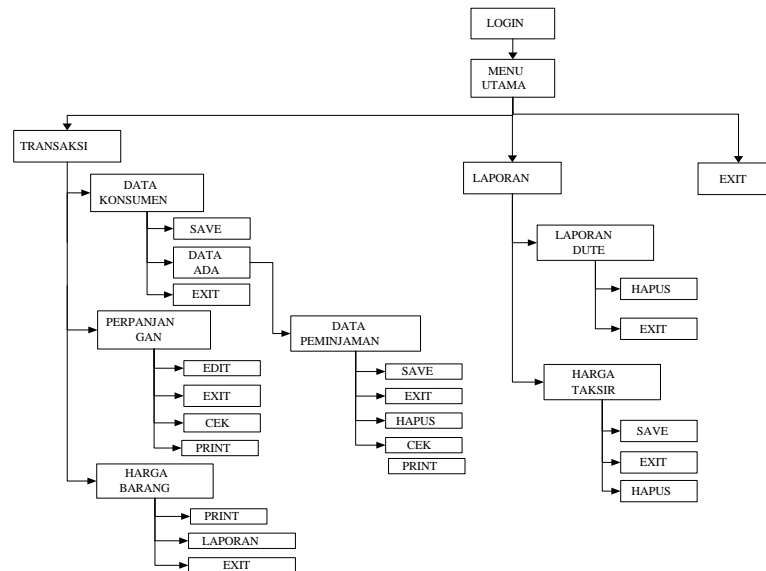 LOGIN
MENU
UTAMA
TRANSAKSI
LAPORAN
EXIT
DATA
KONSUMEN
SAVE
DATA
ADA
EXIT
PERPANJAN
GAN
EDIT
EXIT
CEK
PRINT
HARGA
BARANG
PRINT
LAPORAN
EXIT
DATA
PEMINJAMAN
SAVE
EXIT
HAPUS
CEK
PRINT
LAPORAN
DUTE
HAPUS
EXIT
HARGA
TAKSIR
SAVE
EXIT
HAPUS